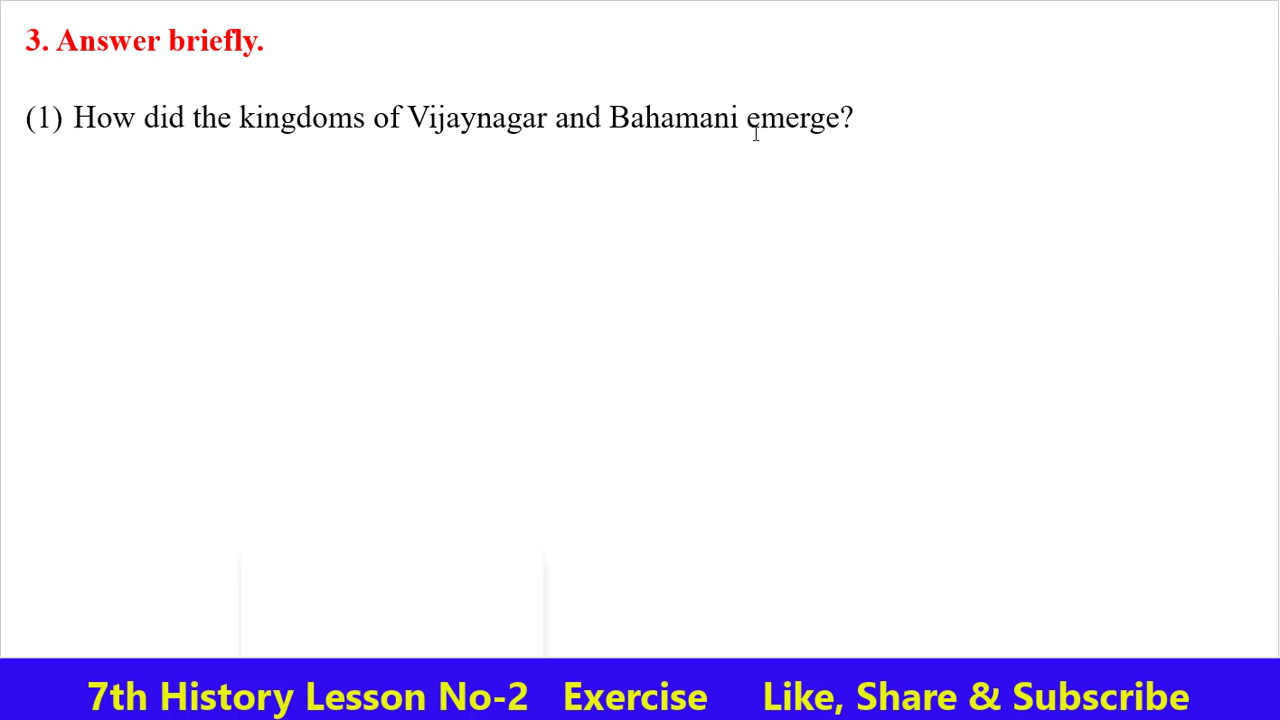 3. Answer briefly.
(1) How did the kingdoms of Vijaynagar and Bahamani emerge?
7th History Lesson No-2 Exercise Like, Share & Subscribe